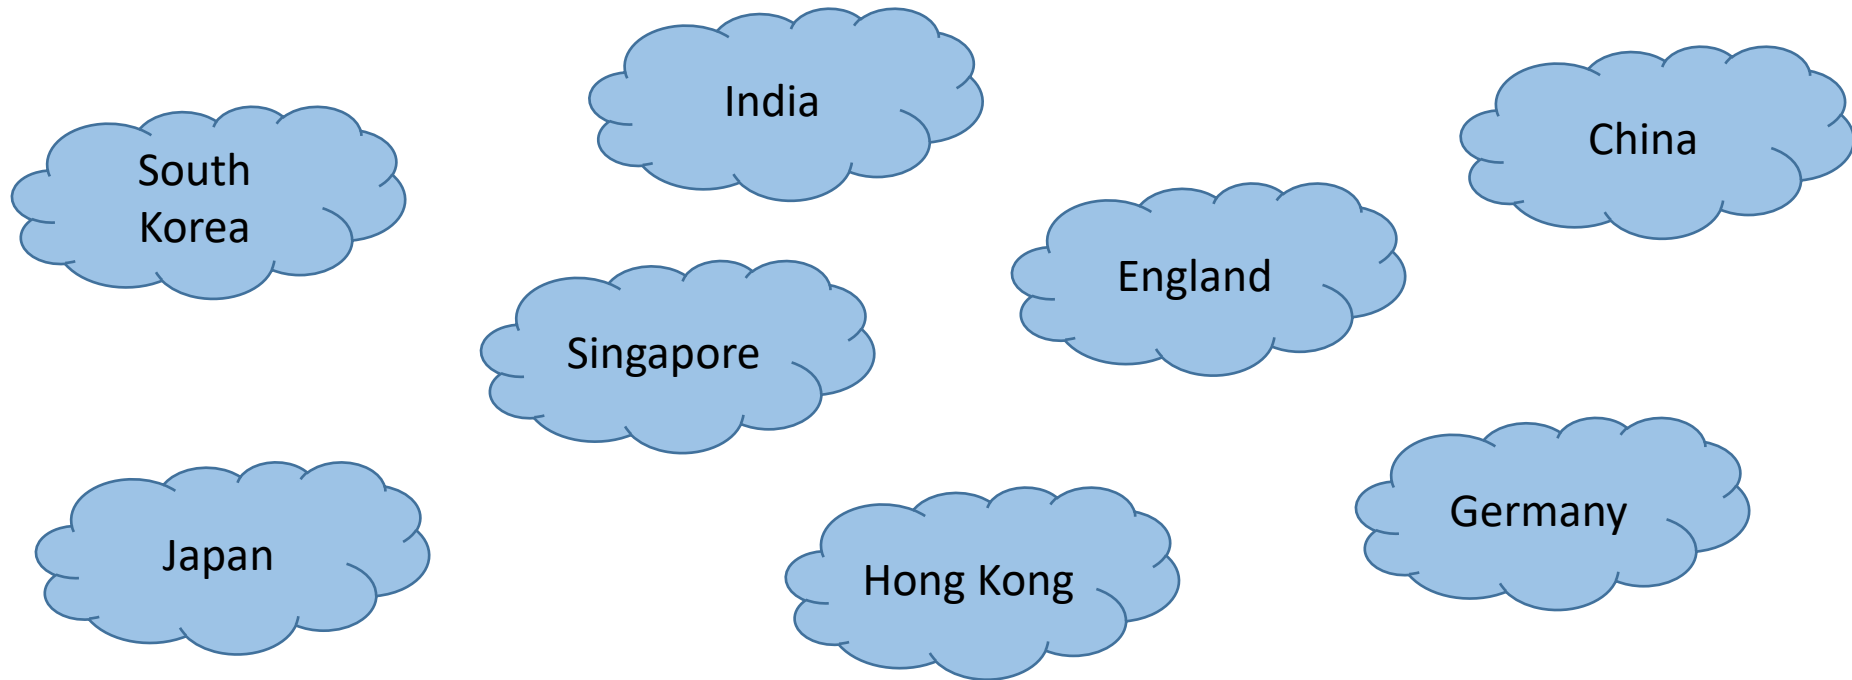 India
China
South
Korea
England
Singapore
Germany
Japan
Hong Kong